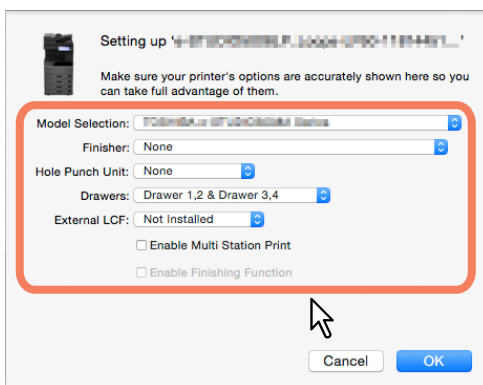 Setting up '
Make sure your printer's options are accurately shown here so you
can take full advantage of them.
Model Selection:
Finisher: None
Hole Punch Unit: None
Drawers: Drawer 1,2 & Drawer 3,4
External LCF: Not Installed
Enable Multi Station Print
Enable Finishing Function
Cancel OK